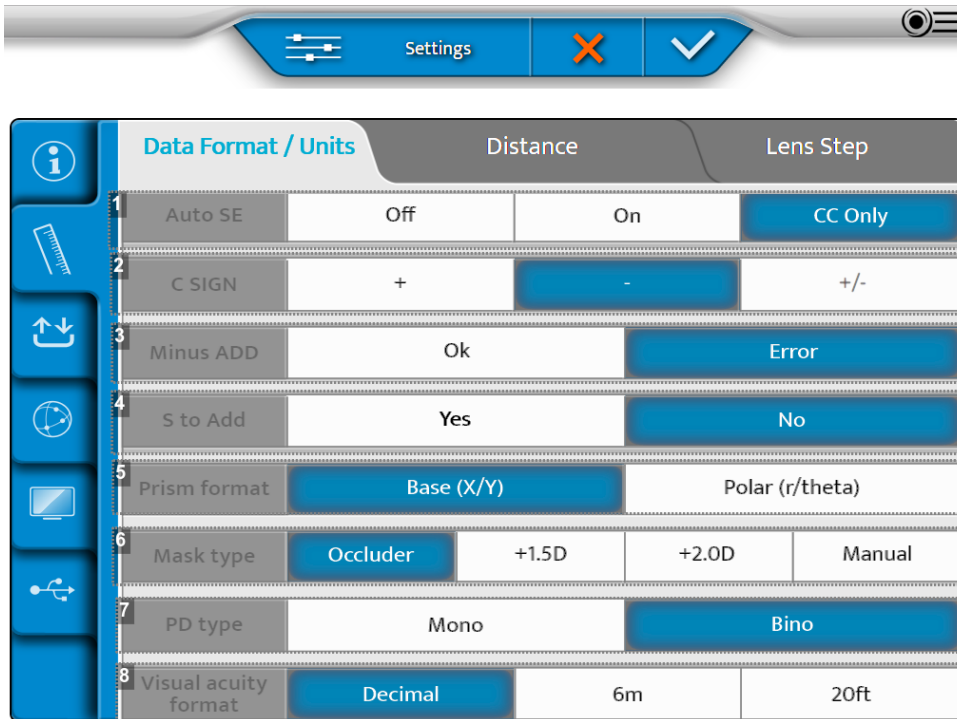 Settings
Data Format / Units Distance Lens Step
1 Auto SE Off On CC Only
2 C SIGN + - +/-
3 Minus ADD Ok Error
4 S to Add Yes No
5 Prism format Base (X/Y) Polar (r/theta)
6 Mask type Occluder +1.5D +2.0D Manual
7 PD type Mono Bino
8 Visual acuity format Decimal 6m 20ft